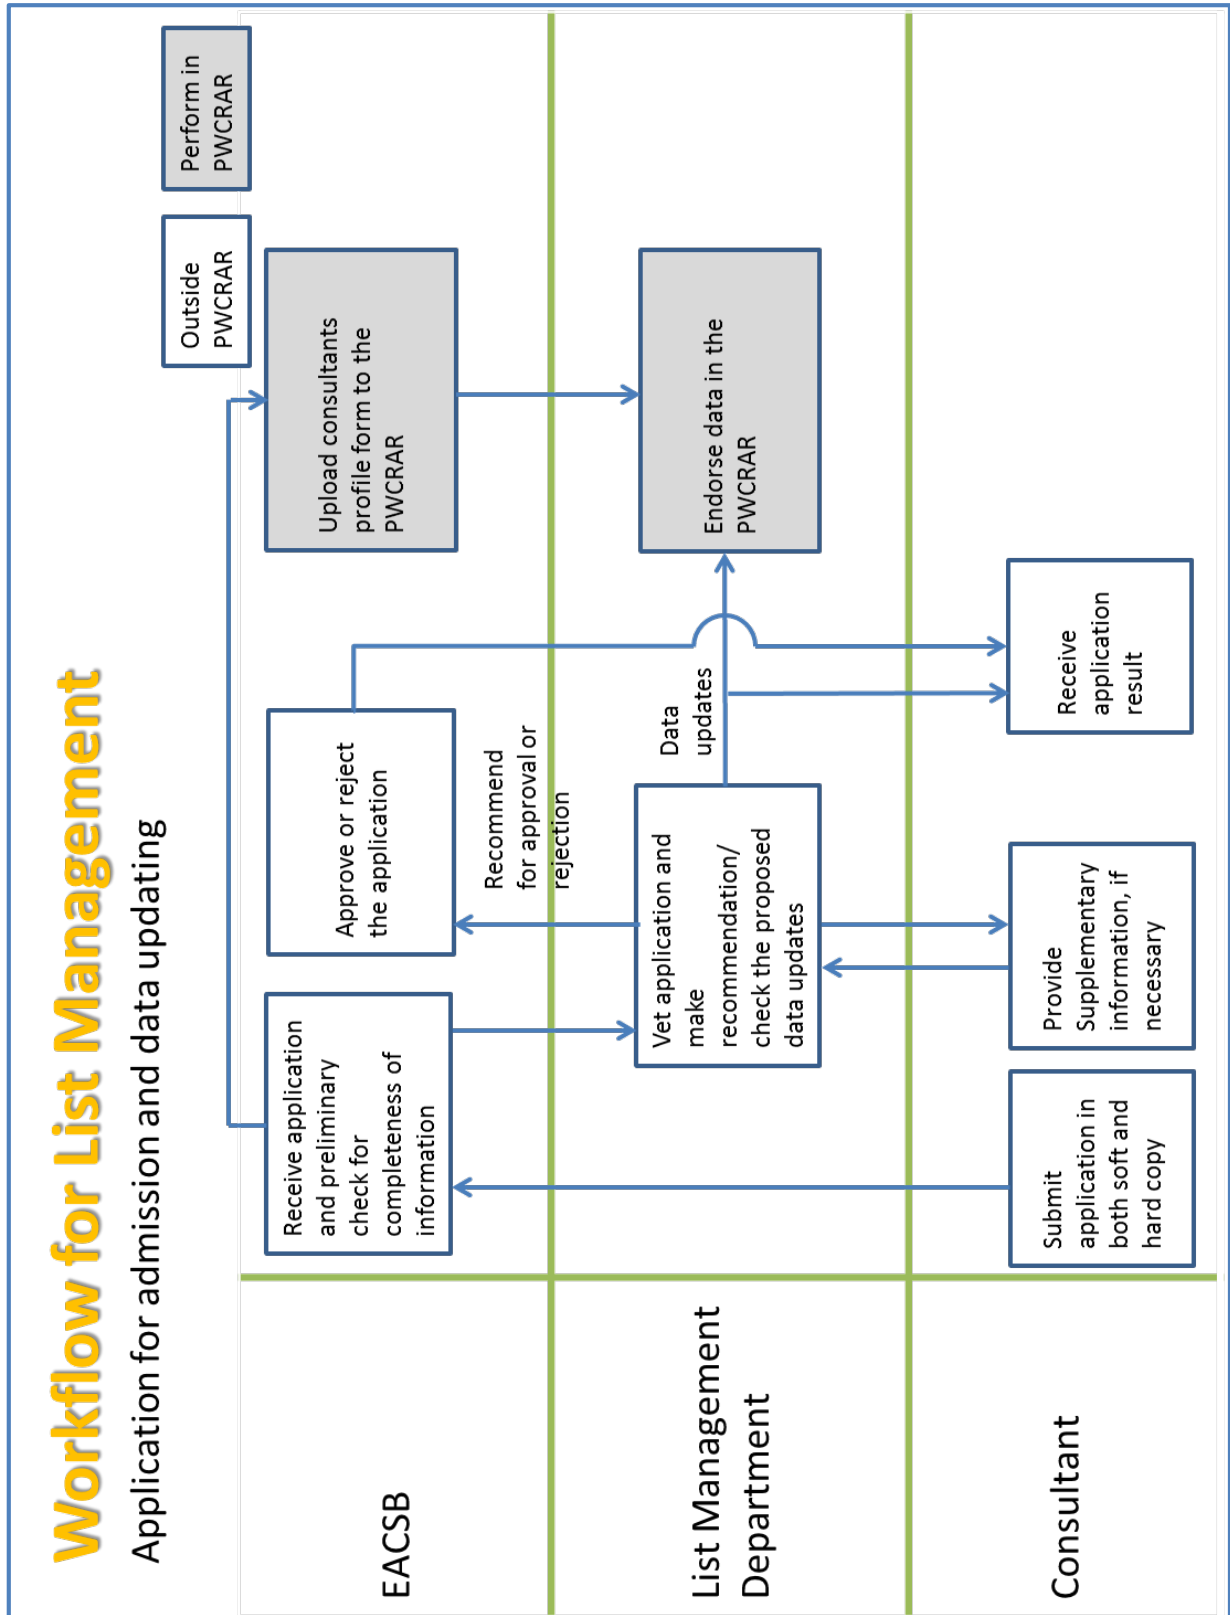 Workflow for List Management
Application for admission and data updating
Outside
PWCRAR
Perform in
PWCRAR
EACSB
Receive application
and preliminary
check for
completeness of
information
Approve or reject
the application
Upload consultants
profile form to the
PWCRAR
Recommend
for approval or
rejection
List Management
Department
Vet application and
make
recommendation/
check the proposed
data updates
Data
updates
Endorse data in the
PWCRAR
Consultant
Submit
application in
both soft and
hard copy
Provide
Supplementary
information, if
necessary
Receive
application
result